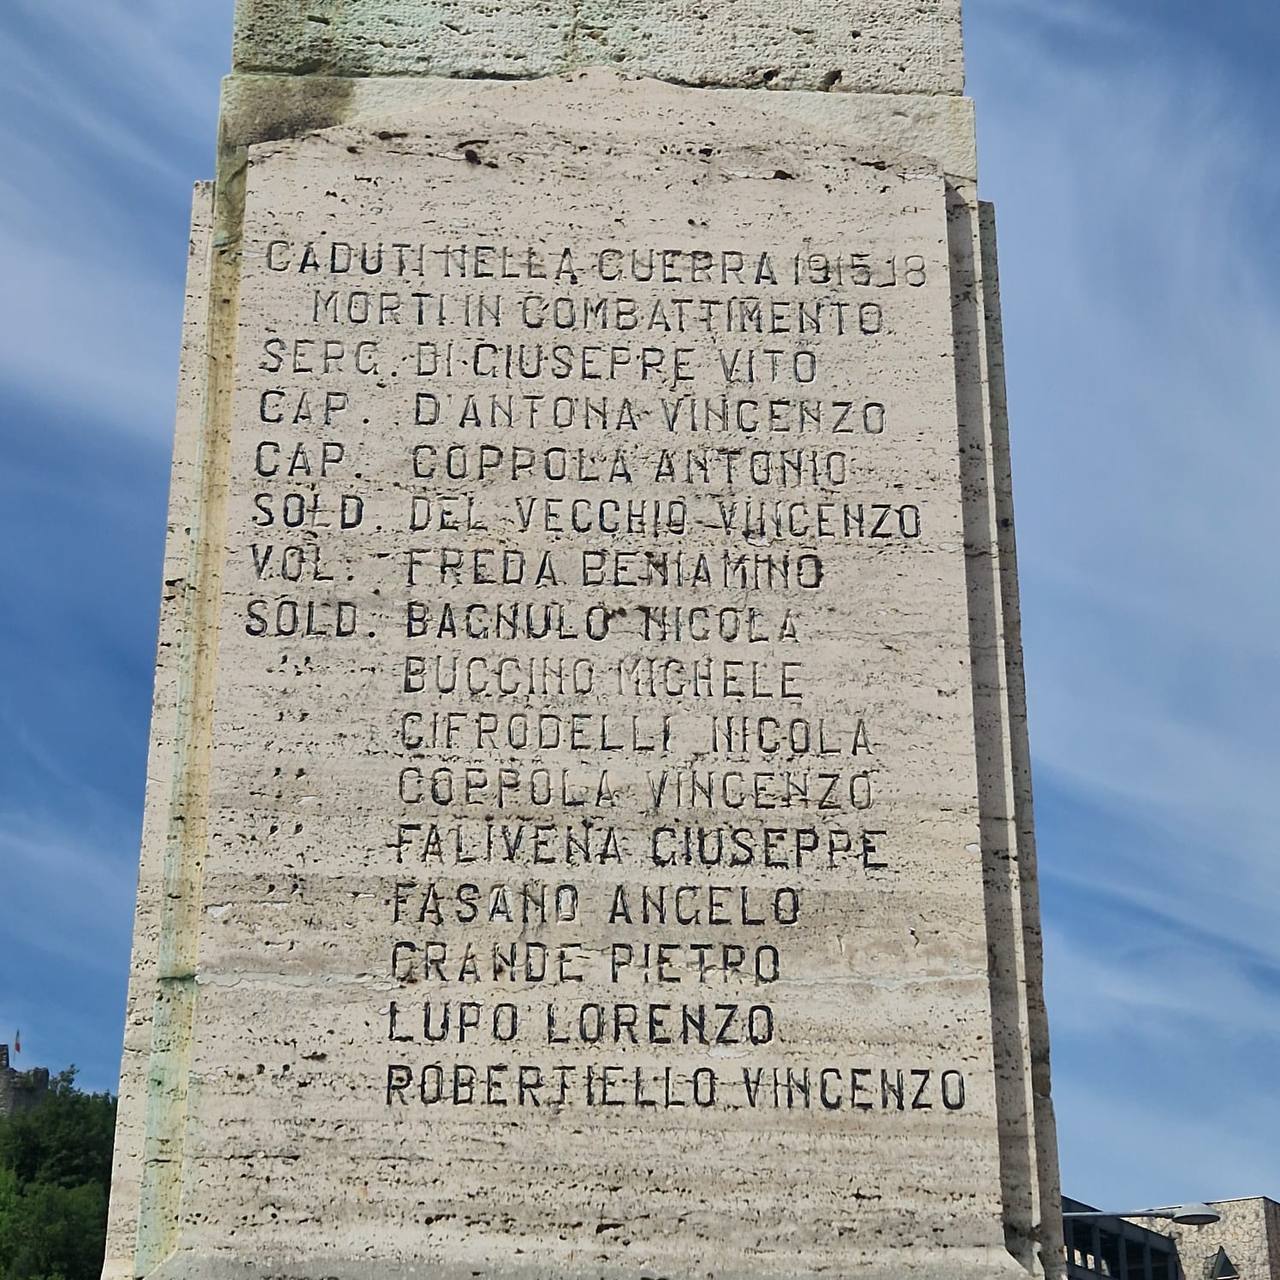 CADUTI NELLA GUERRA 1915_18
MORTI IN COMBATTIMENTO
SERG. DI GIUSEPPE VITO
CAP. D'ANTONA VINCENZO
CAP. COPPOLA ANTONIO
SOLD. DEL VECCHIO VINCENZO
VOL. FREDA BENIAMINO
SOLD. BAGNULO NICOLA
" BUCCINO MICHELE
" CIFRODELLI NICOLA
" COPPOLA VINCENZO
" FALIVENA GIUSEPPE
" FASANO ANGELO
GRANDE PIETRO
LUPO LORENZO
" ROBERTIELLO VINCENZO